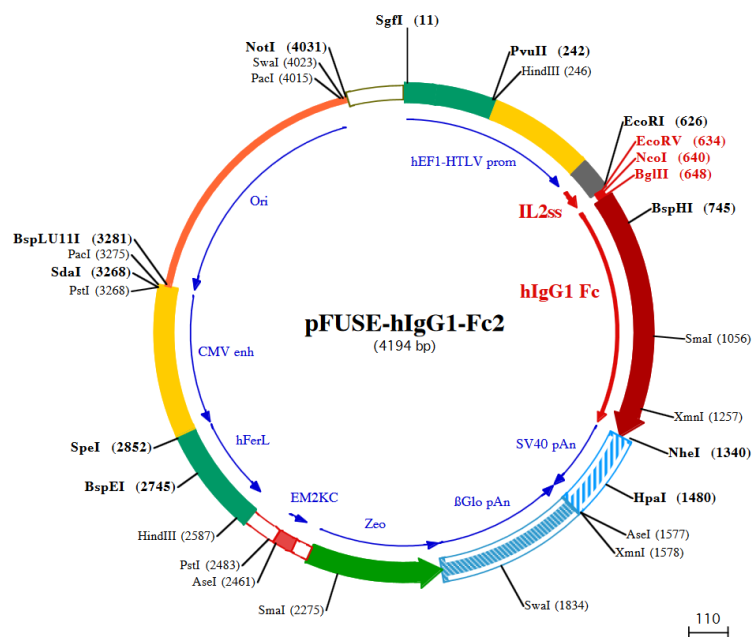 SgfI (11)
NotI (4031)
SwaI (4023)
PacI (4015)
PvuII (242)
HindIII (246)
EcoRI (626)
EcoRV (634)
NcoI (640)
BglII (648)
BspHI (745)
hEF1-HTLV prom
IL2ss
Ori
hIgG1 Fc
BspLU11I (3281)
PacI (3275)
SdaI (3268)
PstI (3268)
pFUSE-hIgG1-Fc2
(4194 bp)
SmaI (1056)
CMV enh
XmnI (1257)
hFerL
SV40 pAn
NheI (1340)
SpeI (2852)
BspEI (2745)
HpaI (1480)
EM2KC
Zeo
ßGlo pAn
HindIII (2587)
AseI (1577)
XmnI (1578)
PstI (2483)
AseI (2461)
SmaI (2275)
SwaI (1834)
110